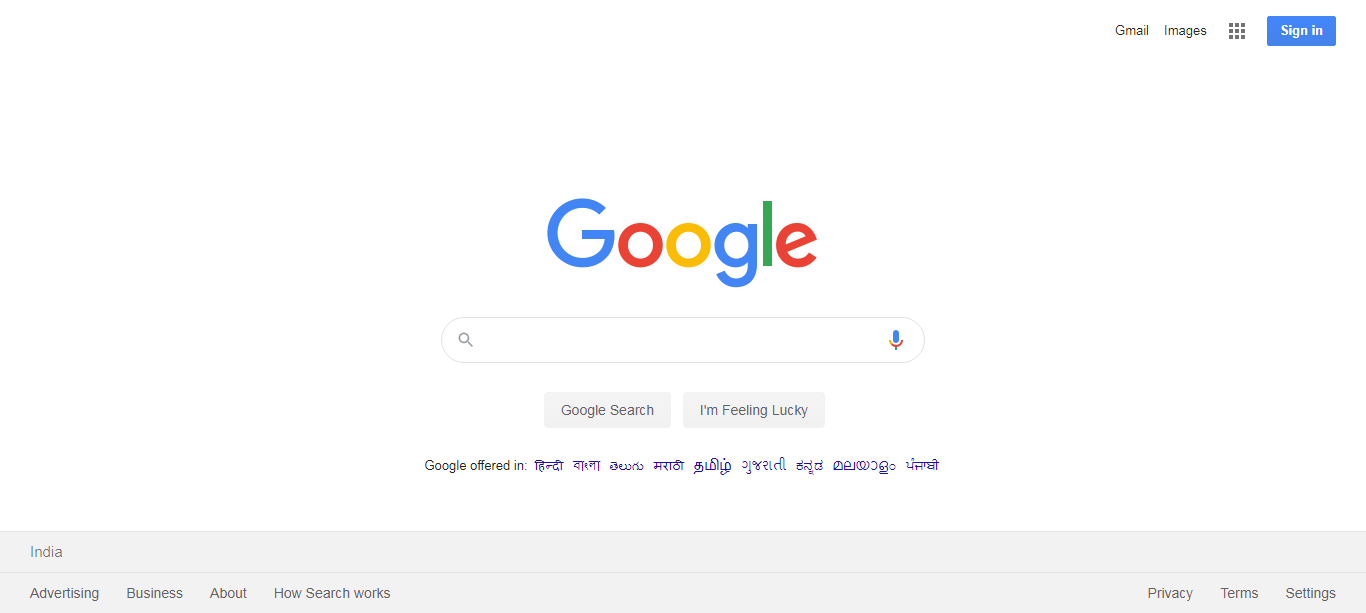 Gmail Images Sign in
Google
Google Search I'm Feeling Lucky
Google offered in: हिन्दी বাংলা తెలుగు मराठी தமிழ் ગુજરાતી ಕನ್ನಡ മലയാളം ਪੰਜਾਬੀ
India
Advertising Business About How Search works Privacy Terms Settings